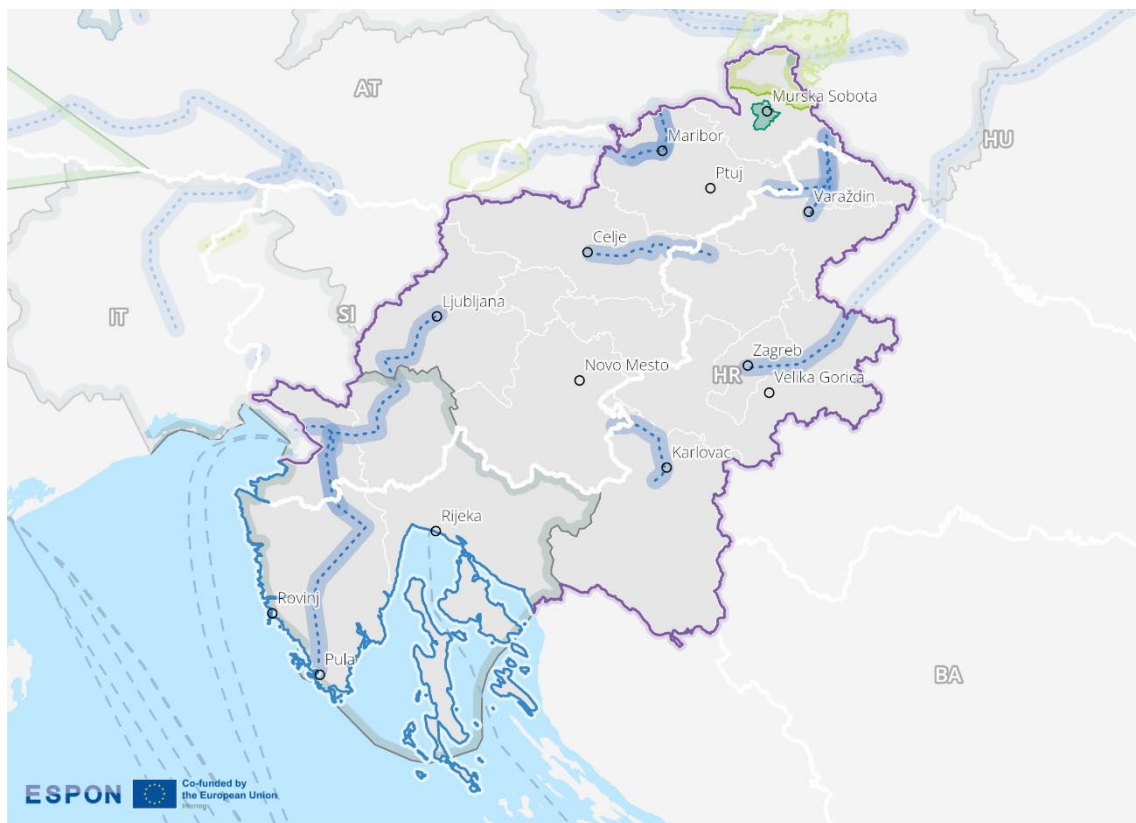 AT
Murska Sobota
HU
Maribor
Ptuj
Varaždin
Celje
Ljubljana
IT
SI
Zagreb
HR
Novo Mesto
Velika Gorica
Karlovac
Rijeka
Rovinj
Pula
BA
ESPON
Co-funded by
the European Union
Interreg